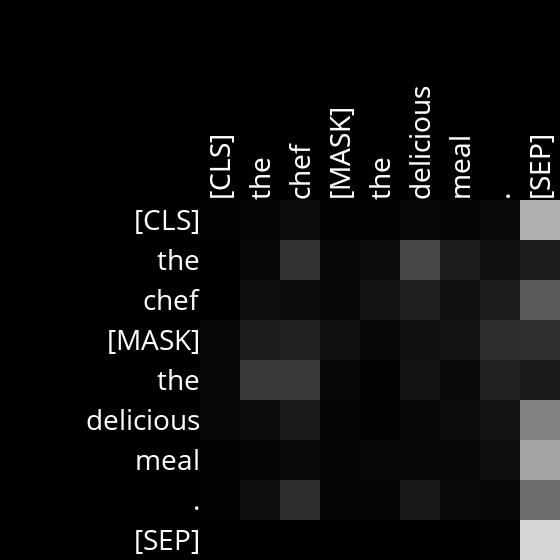 [CLS]
the
chef
[MASK]
the
delicious
meal
.
[SEP]
[CLS]
the
chef
[MASK]
the
delicious
meal
.
[SEP]